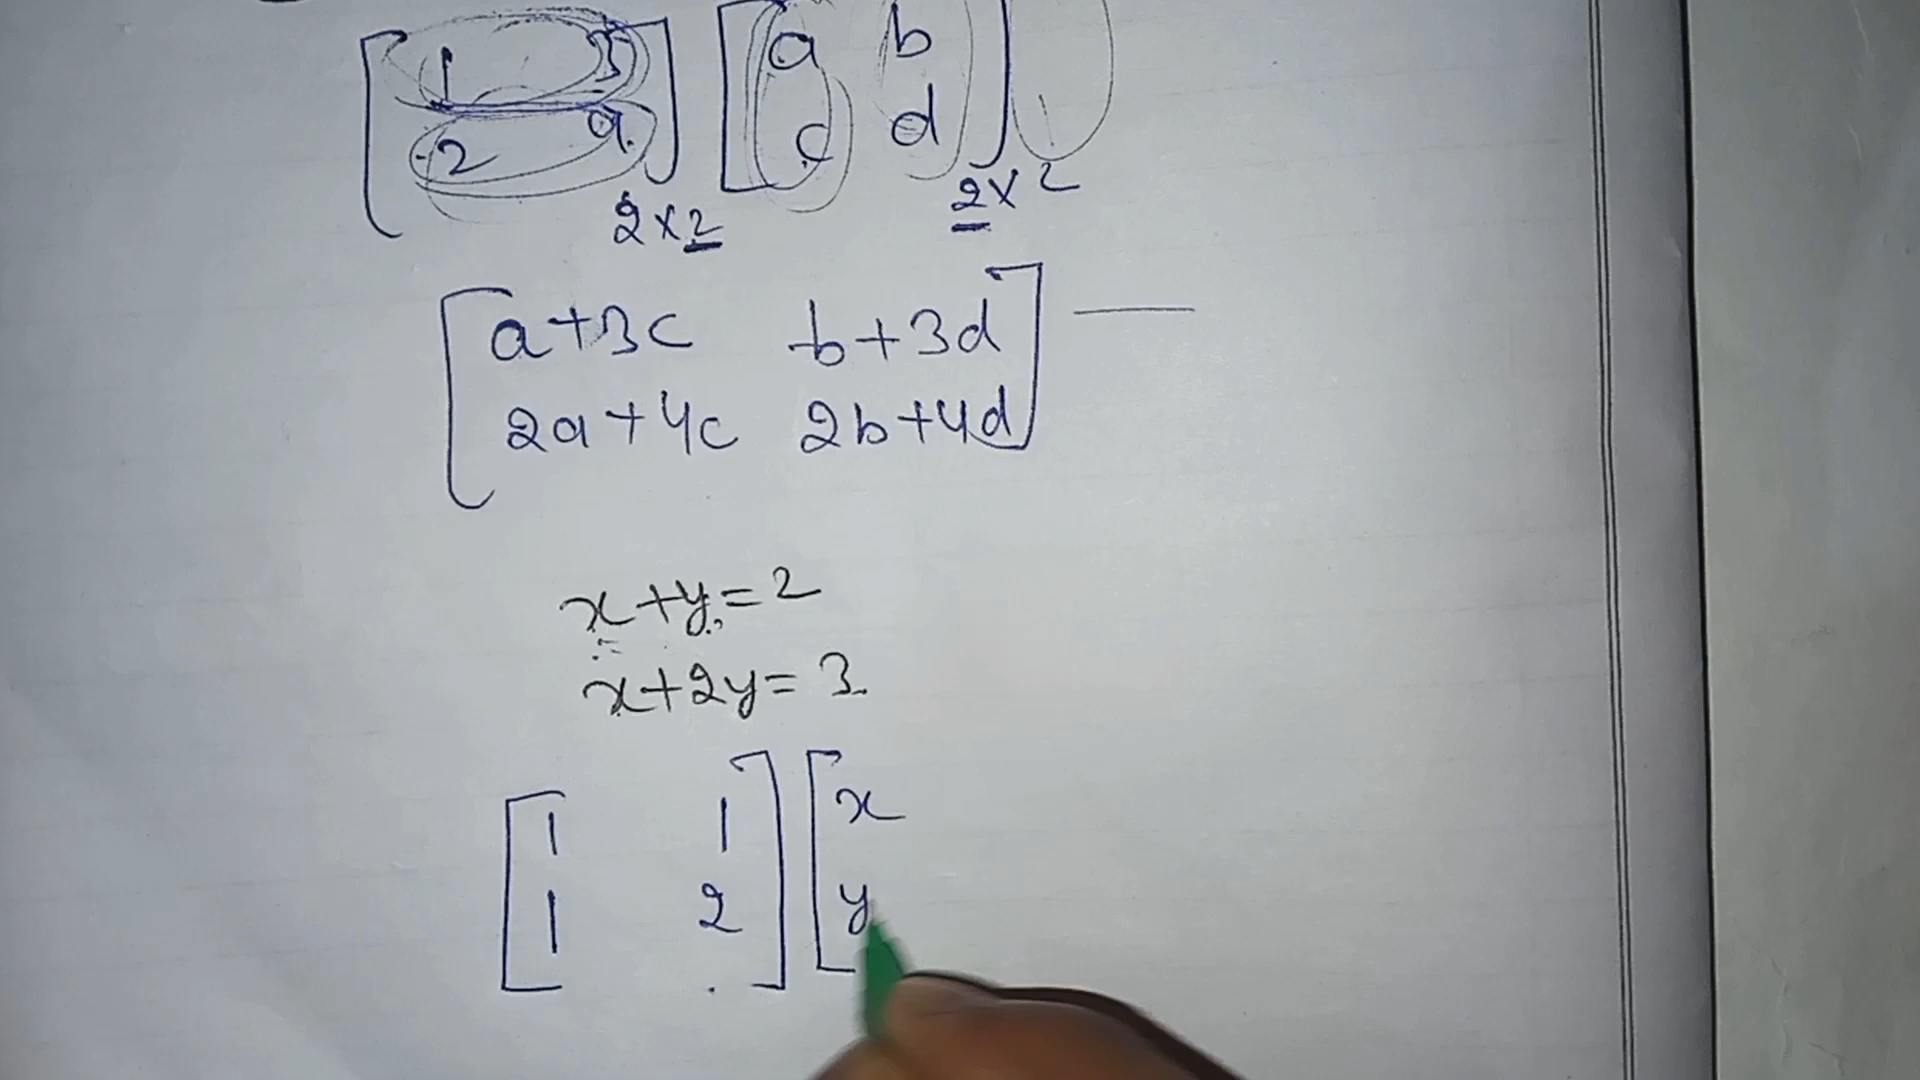 [1 3] [a b]
[2 4] [c d]
2×2 2×2
[a+3c b+3d]
[2a+4c 2b+4d]
x+y=2
x+2y=3
[1 1] [x
[1 2] [y